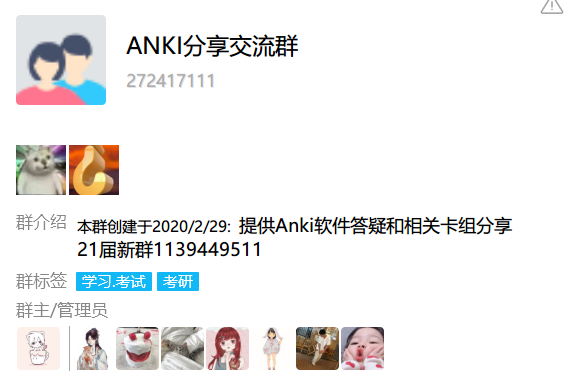 ANKI分享交流群
272417111
群介绍 本群创建于2020/2/29: 提供Anki软件答疑和相关卡组分享
21届新群1139449511
群标签 学习.考试 考研
群主/管理员